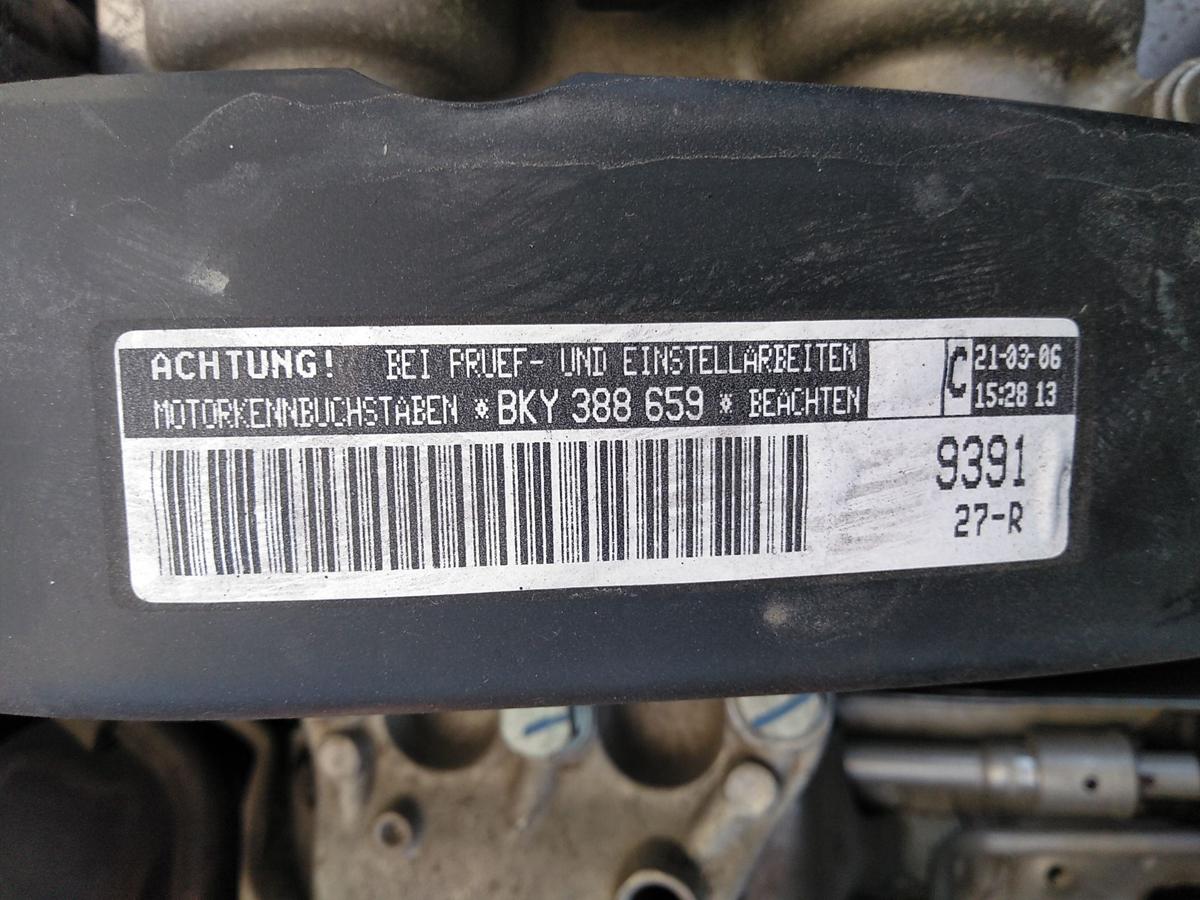 ACHTUNG! BEI PRUEF- UND EINSTELLARBEITEN
MOTORKENNBUCHSTABEN * BKY 388 659 * BEACHTEN
C
21-03-06
15:28 13
9391
27-R